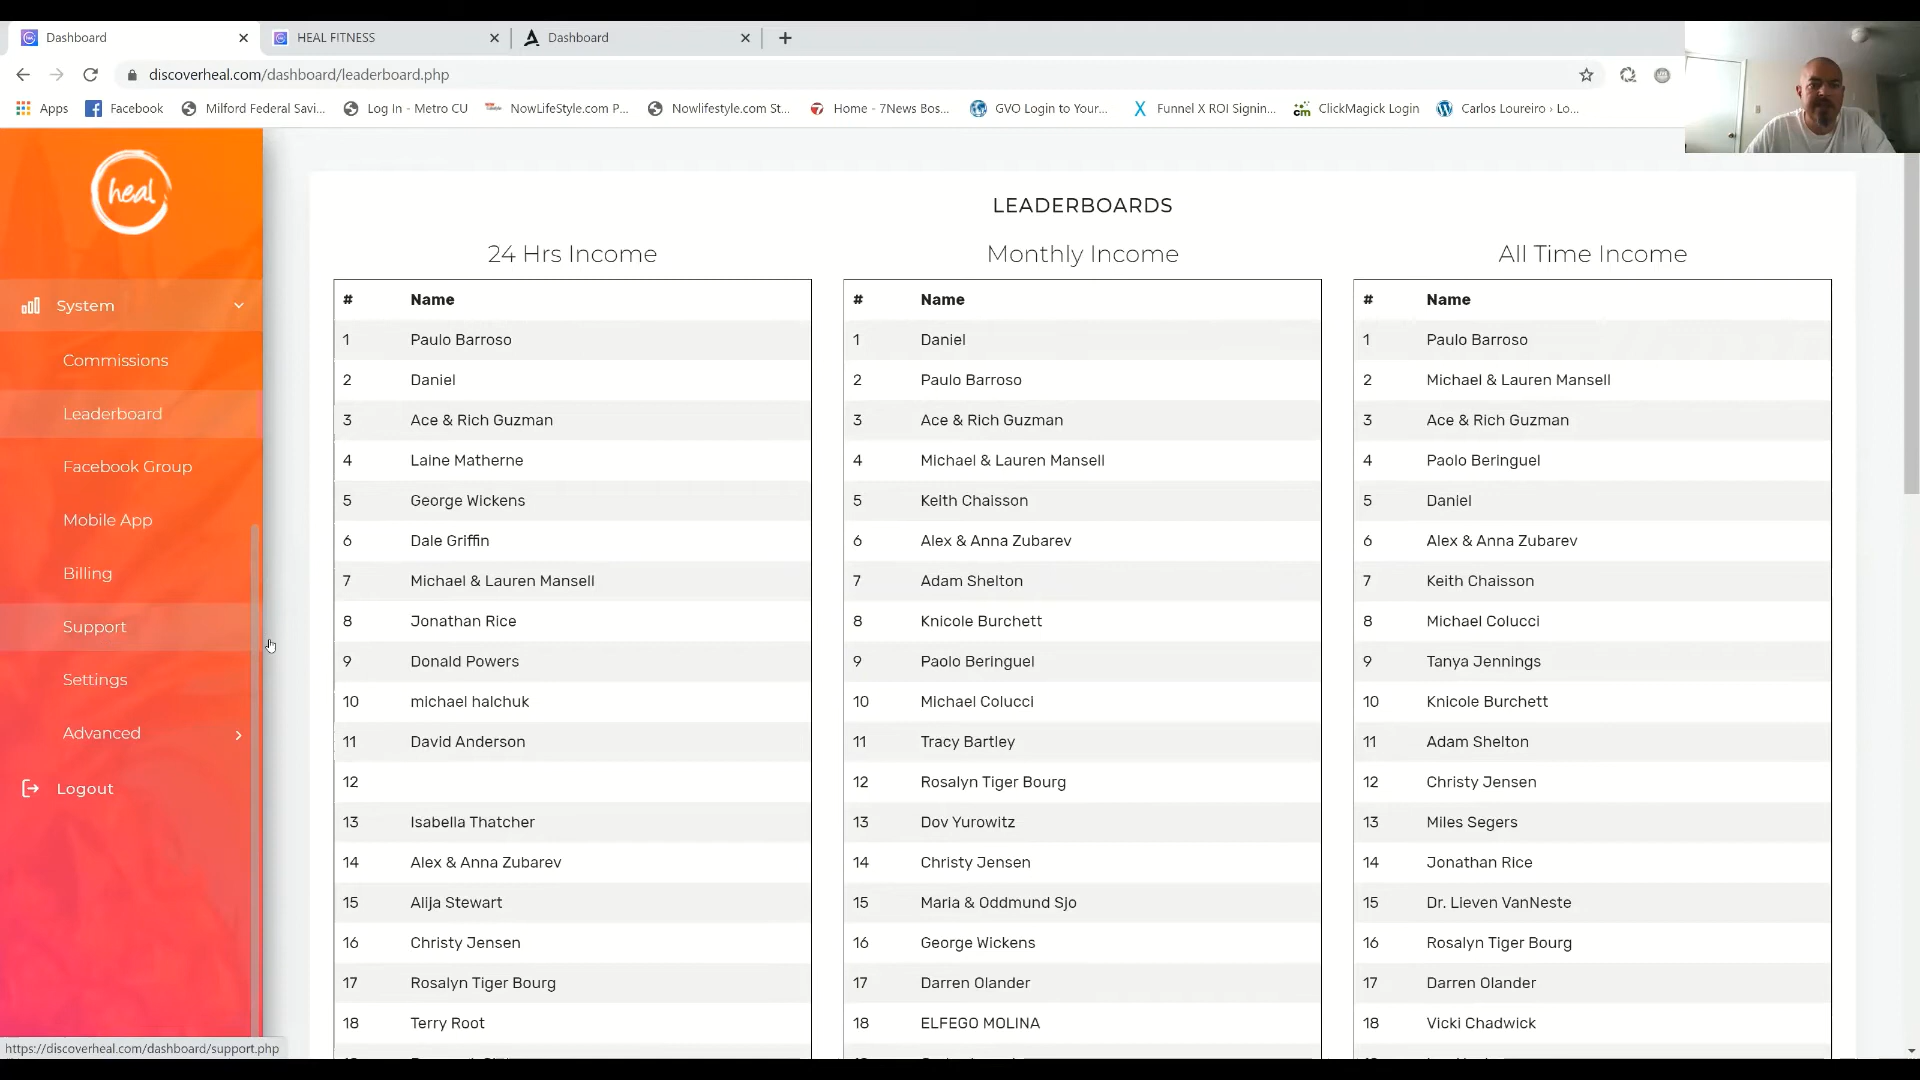 Dashboard
HEAL FITNESS
Dashboard
discoverheal.com/dashboard/leaderboard.php
Apps
Facebook
Milford Federal Savi...
Log In - Metro CU
NowLifeStyle.com P...
Nowlifestyle.com St...
Home - 7News Bos...
GVO Login to Your...
Funnel X ROI Signin...
ClickMagick Login
Carlos Loureiro › Lo...
heal
System
Commissions
Leaderboard
Facebook Group
Mobile App
Billing
Support
Settings
Advanced
Logout
LEADERBOARDS
24 Hrs Income
# Name
1 Paulo Barroso
2 Daniel
3 Ace & Rich Guzman
4 Laine Matherne
5 George Wickens
6 Dale Griffin
7 Michael & Lauren Mansell
8 Jonathan Rice
9 Donald Powers
10 michael halchuk
11 David Anderson
12
13 Isabella Thatcher
14 Alex & Anna Zubarev
15 Alija Stewart
16 Christy Jensen
17 Rosalyn Tiger Bourg
18 Terry Root
Monthly Income
# Name
1 Daniel
2 Paulo Barroso
3 Ace & Rich Guzman
4 Michael & Lauren Mansell
5 Keith Chaisson
6 Alex & Anna Zubarev
7 Adam Shelton
8 Knicole Burchett
9 Paolo Beringuel
10 Michael Colucci
11 Tracy Bartley
12 Rosalyn Tiger Bourg
13 Dov Yurowitz
14 Christy Jensen
15 Maria & Oddmund Sjo
16 George Wickens
17 Darren Olander
18 ELFEGO MOLINA
All Time Income
# Name
1 Paulo Barroso
2 Michael & Lauren Mansell
3 Ace & Rich Guzman
4 Paolo Beringuel
5 Daniel
6 Alex & Anna Zubarev
7 Keith Chaisson
8 Michael Colucci
9 Tanya Jennings
10 Knicole Burchett
11 Adam Shelton
12 Christy Jensen
13 Miles Segers
14 Jonathan Rice
15 Dr. Lieven VanNeste
16 Rosalyn Tiger Bourg
17 Darren Olander
18 Vicki Chadwick
https://discoverheal.com/dashboard/support.php